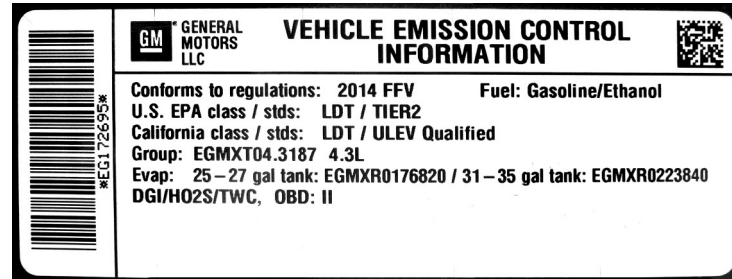 *EG172695*
GM GENERAL
MOTORS
LLC
VEHICLE EMISSION CONTROL
INFORMATION
Conforms to regulations: 2014 FFV Fuel: Gasoline/Ethanol
U.S. EPA class / stds: LDT / TIER2
California class / stds: LDT / ULEV Qualified
Group: EGMXT04.3187 4.3L
Evap: 25–27 gal tank: EGMXR0176820 / 31–35 gal tank: EGMXR0223840
DGI/HO2S/TWC, OBD: II